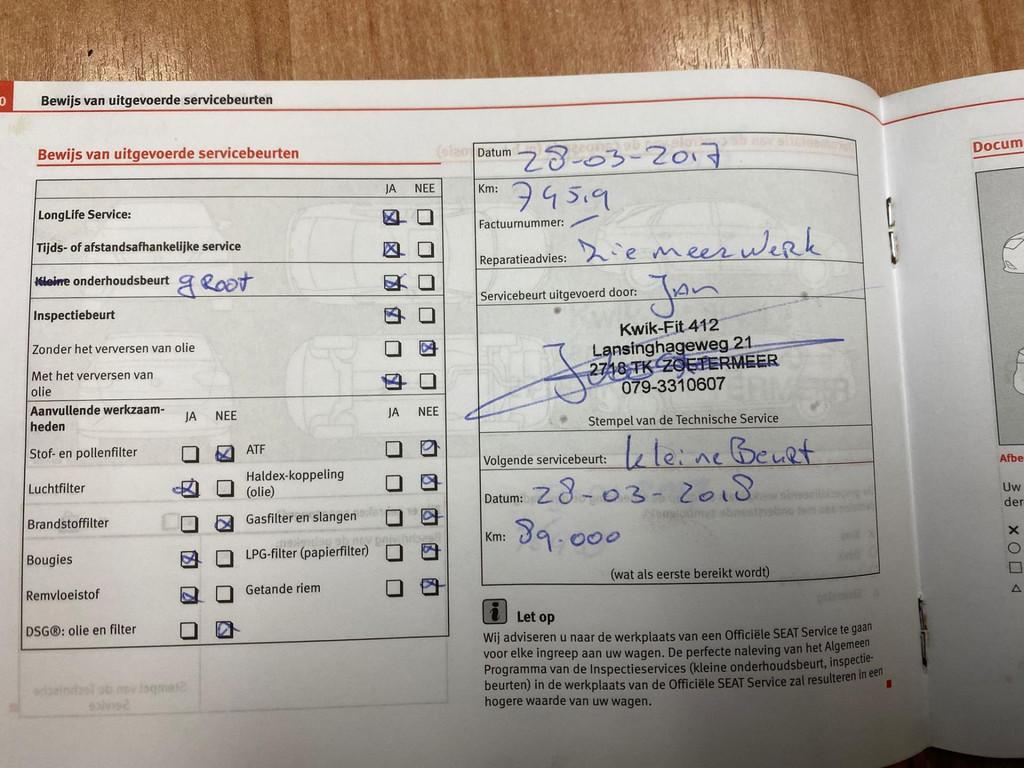 0 Bewijs van uitgevoerde servicebeurten
Bewijs van uitgevoerde servicebeurten
JA NEE
LongLife Service:
Tijds- of afstandsafhankelijke service
Kleine onderhoudsbeurt gRoot
Inspectiebeurt
Zonder het verversen van olie
Met het verversen van
olie
Aanvullende werkzaam-
heden
JA NEE JA NEE
Stof- en pollenfilter
ATF
Luchtfilter
Haldex-koppeling
(olie)
Brandstoffilter
Gasfilter en slangen
Bougies
LPG-filter (papierfilter)
Remvloeistof
Getande riem
DSG®: olie en filter
Datum 28-03-2017
Km:
Factuurnummer: -
Reparatieadvies: Zie meerwerk
Servicebeurt uitgevoerd door: Jan
Kwik-Fit 412
Lansinghageweg 21
2718 TK ZOETERMEER
079-3310607
Stempel van de Technische Service
Volgende servicebeurt: kleine Beurt
Datum: 28-03-2018
Km: 89.000
(wat als eerste bereikt wordt)
i Let op
Wij adviseren u naar de werkplaats van een Officiële SEAT Service te gaan
voor elke ingreep aan uw wagen. De perfecte naleving van het Algemeen
Programma van de Inspectieservices (kleine onderhoudsbeurt, inspectie-
beurten) in de werkplaats van de Officiële SEAT Service zal resulteren in een
hogere waarde van uw wagen.
Docum
Afbe
Uw
der